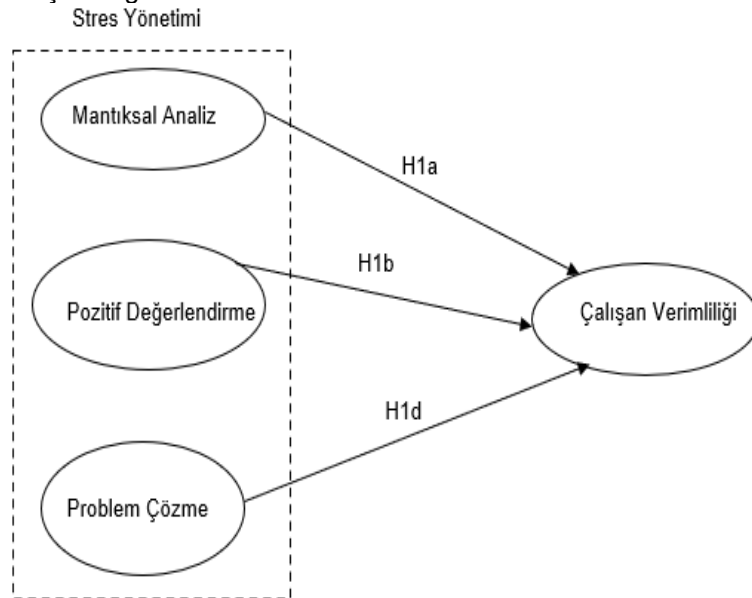 Stres Yönetimi
Mantıksal Analiz
H1a
H1b
Pozitif Değerlendirme
Çalışan Verimliliği
H1d
Problem Çözme